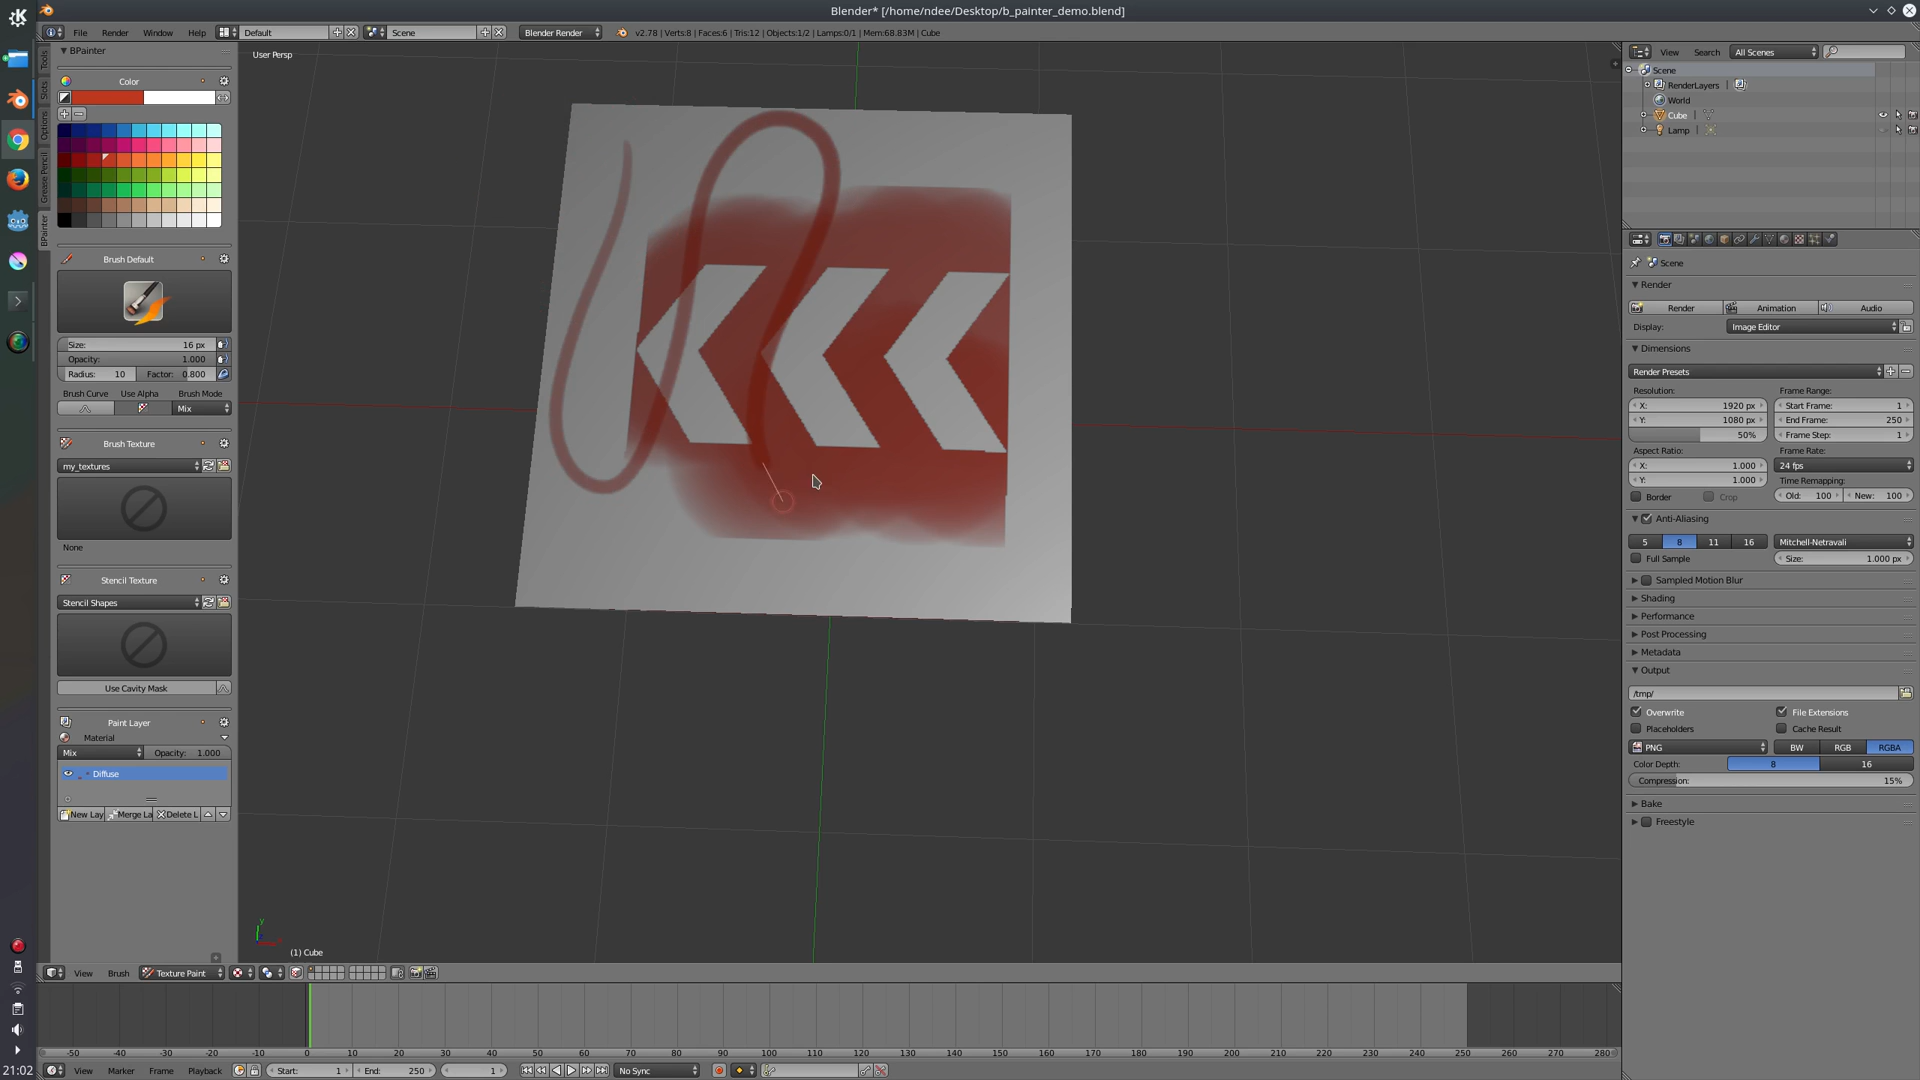 Blender* [/home/ndee/Desktop/b_painter_demo.blend]
File Render Window Help Default Scene Blender Render v2.78 | Verts:8 | Faces:6 | Tris:12 | Objects:1/2 | Lamps:0/1 | Mem:68.83M | Cube
BPainter
Tools
Slots
Options
Grease Pencil
BPainter
Color
Brush Default
Size: 16 px
Opacity: 1.000
Radius: 10 Factor: 0.800
Brush Curve Use Alpha Brush Mode
Mix
Brush Texture
my_textures
None
Stencil Texture
Stencil Shapes
Use Cavity Mask
Paint Layer
Material
Mix Opacity: 1.000
Diffuse
New Lay Merge La Delete L
User Persp
(1) Cube
View Brush Texture Paint
-50 -40 -30 -20 -10 0 10 20 30 40 50 60 70 80 90 100 110 120 130 140 150 160 170 180 190 200 210 220 230 240 250 260 270 280
View Marker Frame Playback Start: 1 End: 250 1 No Sync
21:02
View Search All Scenes
Scene
RenderLayers |
World
Cube |
Lamp |
Scene
Render
Render Animation Audio
Display: Image Editor
Dimensions
Render Presets
Resolution: Frame Range:
X: 1920 px Start Frame: 1
Y: 1080 px End Frame: 250
50% Frame Step: 1
Aspect Ratio: Frame Rate:
X: 1.000 24 fps
Y: 1.000 Time Remapping:
Border Crop Old: 100 New: 100
Anti-Aliasing
5 8 11 16 Mitchell-Netravali
Full Sample Size: 1.000 px
Sampled Motion Blur
Shading
Performance
Post Processing
Metadata
Output
/tmp/
Overwrite File Extensions
Placeholders Cache Result
PNG BW RGB RGBA
Color Depth: 8 16
Compression: 15%
Bake
Freestyle